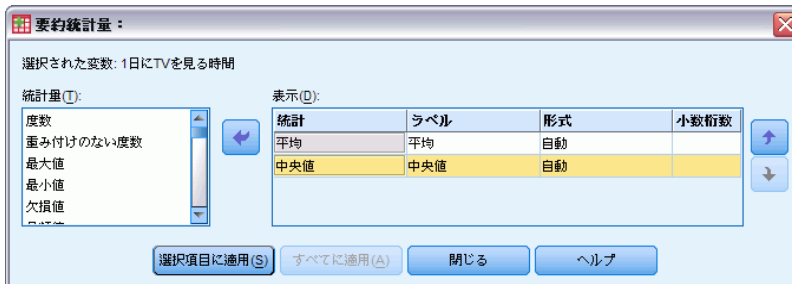 要約統計量：
選択された変数: 1日にTVを見る時間
統計量(T):
表示(D):
度数
重み付けのない度数
最大値
最小値
欠損値
統計 ラベル 形式 小数桁数
平均 平均 自動
中央値 中央値 自動
選択項目に適用(S) すべてに適用(A) 閉じる ヘルプ